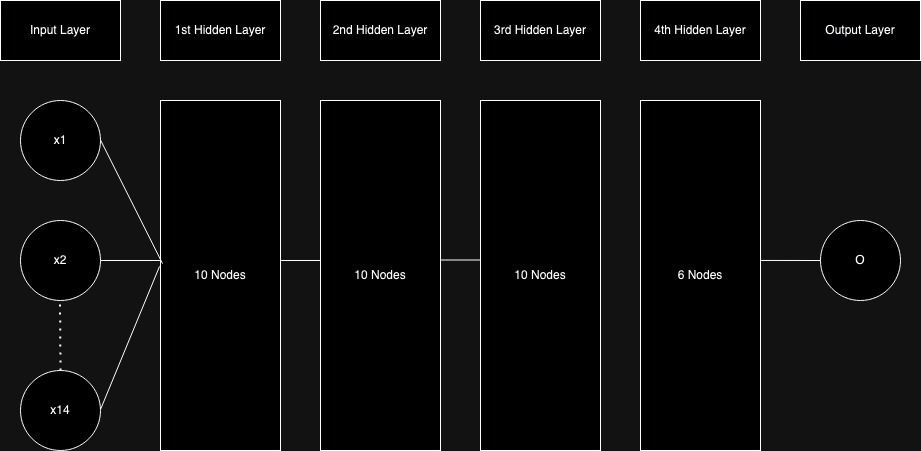 Input Layer
1st Hidden Layer
2nd Hidden Layer
3rd Hidden Layer
4th Hidden Layer
Output Layer
x1
x2
x14
10 Nodes
10 Nodes
10 Nodes
6 Nodes
O